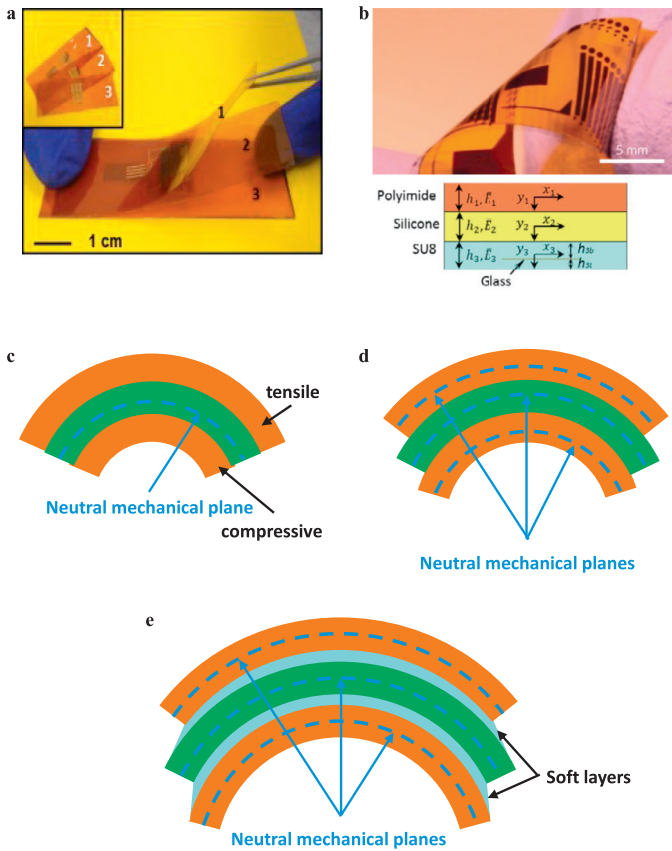 a
1
2
3
1
2
3
1 cm
b
5 mm
Polyimide
h₁, Ē₁
y₁
x₁
Silicone
h₂, Ē₂
y₂
x₂
SU8
h₃, Ē₃
y₃
x₃
h₃b
Glass
c
tensile
Neutral mechanical plane
compressive
d
Neutral mechanical planes
e
Soft layers
Neutral mechanical planes